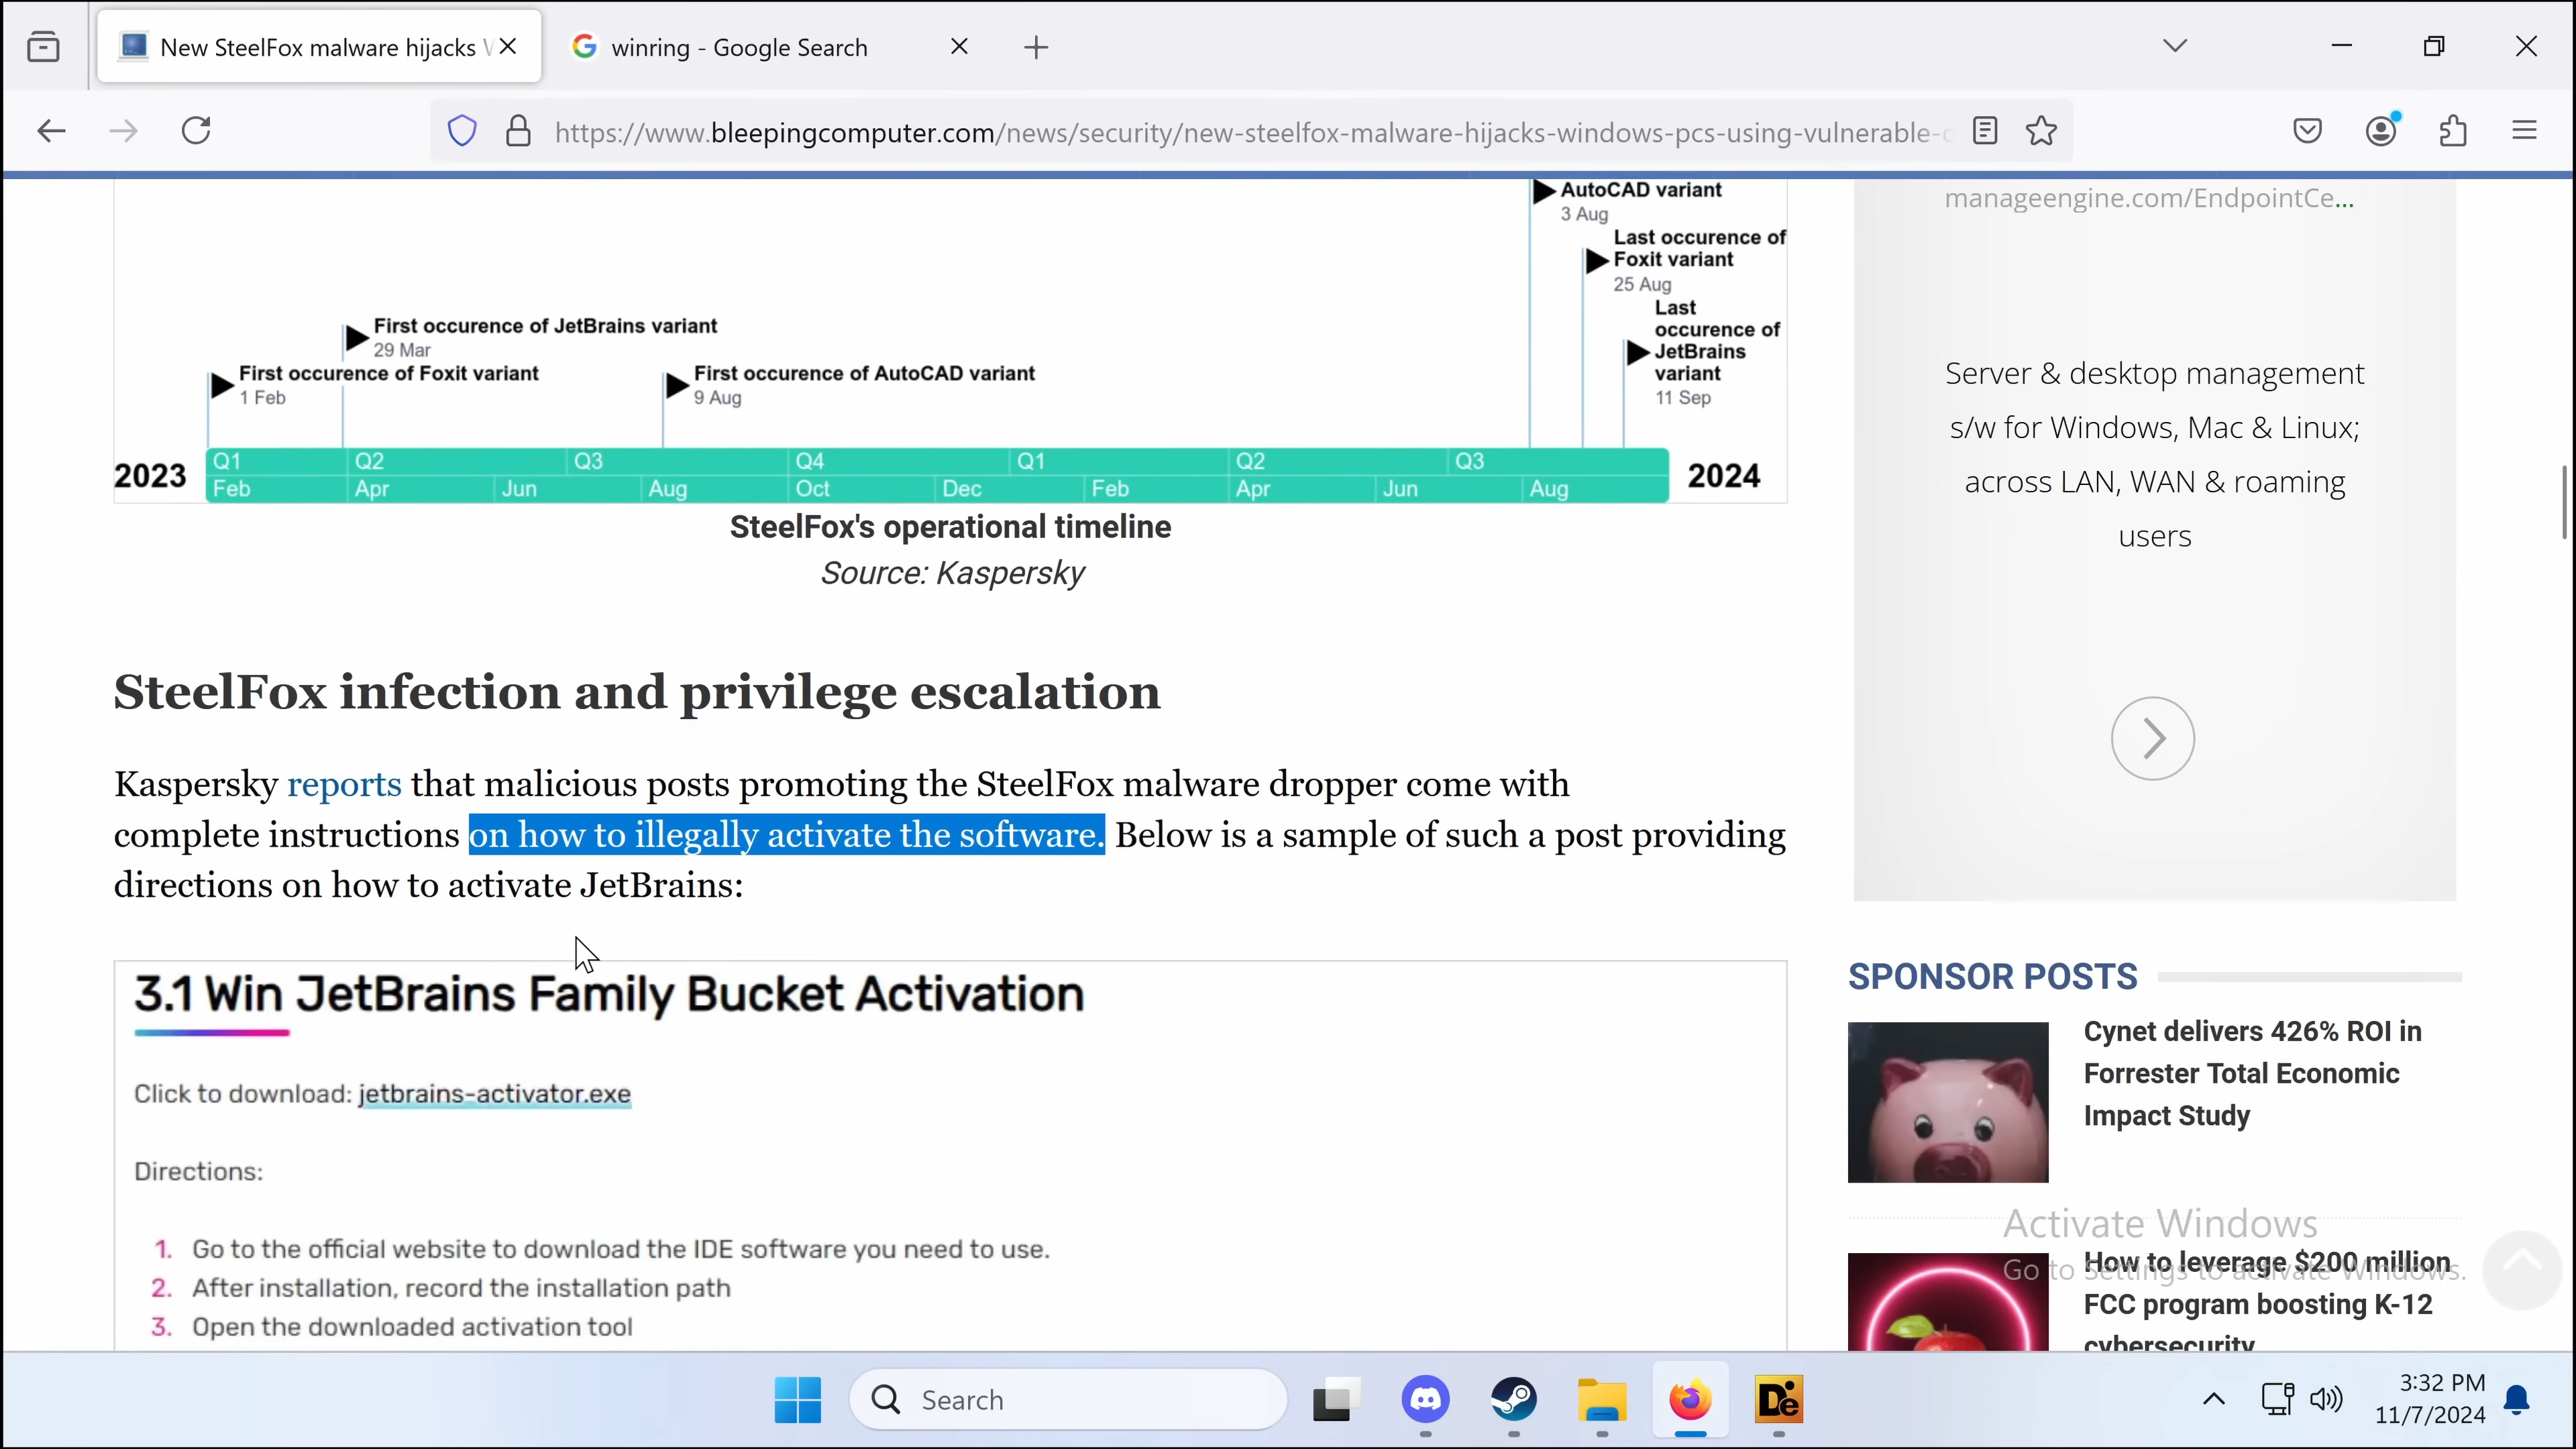 New SteelFox malware hijacks W
winring - Google Search
https://www.bleepingcomputer.com/news/security/new-steelfox-malware-hijacks-windows-pcs-using-vulnerable-
AutoCAD variant
3 Aug
Last occurence of
Foxit variant
25 Aug
Last
occurence of
JetBrains
variant
11 Sep
First occurence of JetBrains variant
29 Mar
First occurence of Foxit variant
1 Feb
First occurence of AutoCAD variant
9 Aug
2023
Q1 Q2 Q3 Q4 Q1 Q2 Q3
Feb Apr Jun Aug Oct Dec Feb Apr Jun Aug
2024
SteelFox's operational timeline
Source: Kaspersky
SteelFox infection and privilege escalation
Kaspersky reports that malicious posts promoting the SteelFox malware dropper come with
complete instructions on how to illegally activate the software. Below is a sample of such a post providing
directions on how to activate JetBrains:
3.1 Win JetBrains Family Bucket Activation
Click to download: jetbrains-activator.exe
Directions:
1. Go to the official website to download the IDE software you need to use.
2. After installation, record the installation path
3. Open the downloaded activation tool
manageengine.com/EndpointCe...
Server & desktop management
s/w for Windows, Mac & Linux;
across LAN, WAN & roaming
users
SPONSOR POSTS
Cynet delivers 426% ROI in
Forrester Total Economic
Impact Study
How to leverage $200 million
FCC program boosting K-12
cybersecurity
Activate Windows
Go to Settings to activate Windows.
Search
De
3:32 PM
11/7/2024